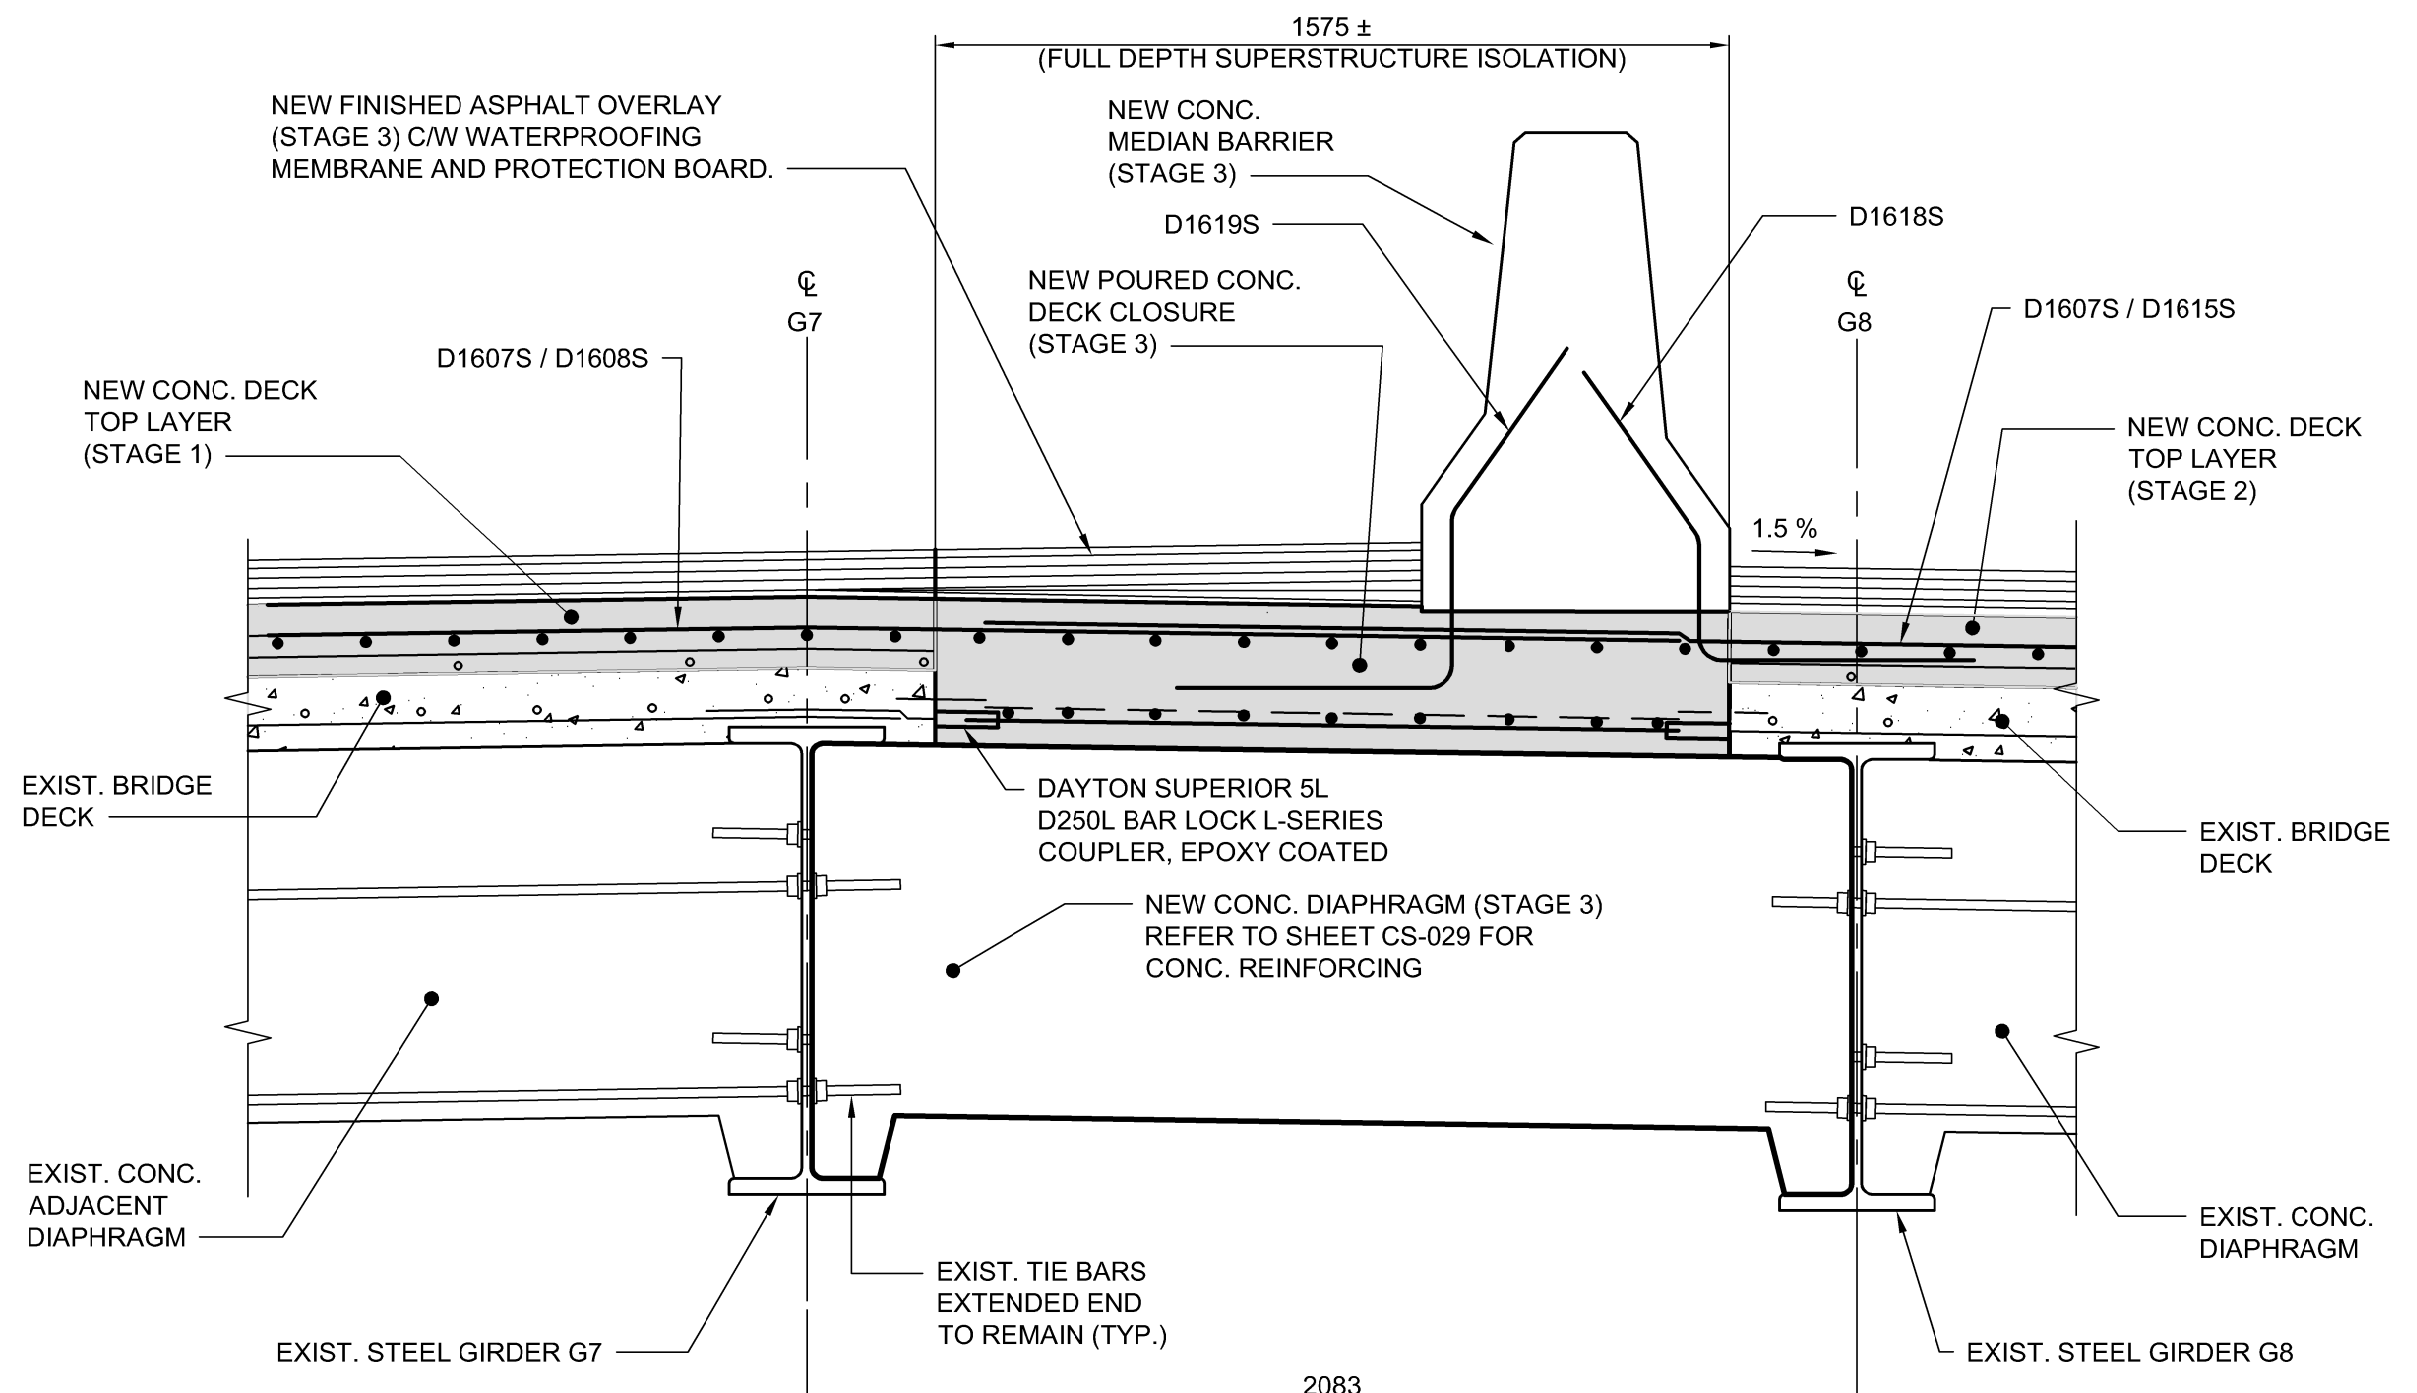 1575 ±
(FULL DEPTH SUPERSTRUCTURE ISOLATION)
NEW FINISHED ASPHALT OVERLAY
(STAGE 3) C/W WATERPROOFING
MEMBRANE AND PROTECTION BOARD.
NEW CONC.
MEDIAN BARRIER
(STAGE 3)
D1619S
D1618S
NEW POURED CONC.
DECK CLOSURE
(STAGE 3)
℄
G7
℄
G8
D1607S / D1615S
D1607S / D1608S
NEW CONC. DECK
TOP LAYER
(STAGE 1)
NEW CONC. DECK
TOP LAYER
(STAGE 2)
1.5 %
EXIST. BRIDGE
DECK
DAYTON SUPERIOR 5L
D250L BAR LOCK L-SERIES
COUPLER, EPOXY COATED
EXIST. BRIDGE
DECK
NEW CONC. DIAPHRAGM (STAGE 3)
REFER TO SHEET CS-029 FOR
CONC. REINFORCING
EXIST. CONC.
ADJACENT
DIAPHRAGM
EXIST. CONC.
DIAPHRAGM
EXIST. TIE BARS
EXTENDED END
TO REMAIN (TYP.)
EXIST. STEEL GIRDER G7
EXIST. STEEL GIRDER G8
2083